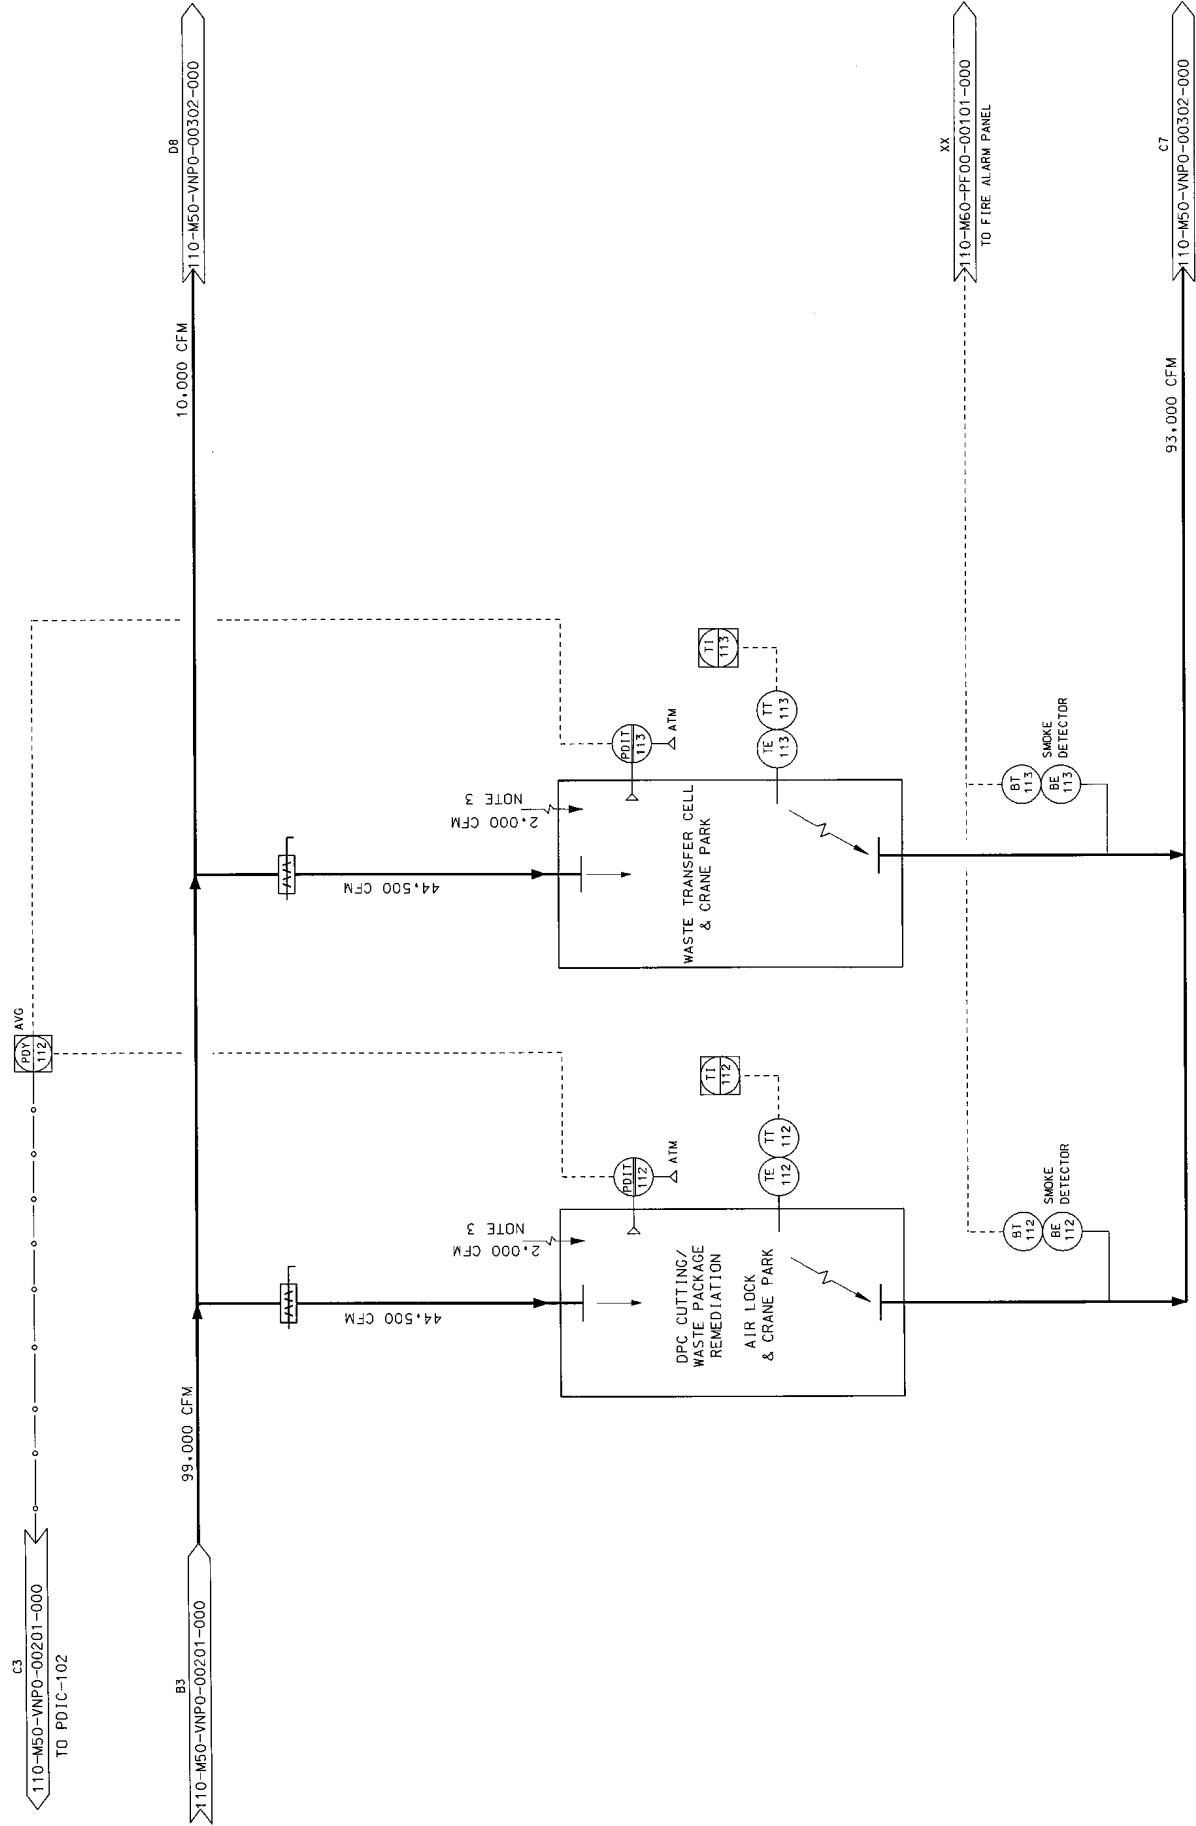 C3
110-M50-VNP0-00201-000
TO PDIC-102
AVG
PDY
112
D8
110-M50-VNP0-00302-000
B3
110-M50-VNP0-00201-000
99,000 CFM
10,000 CFM
44,500 CFM
44,500 CFM
2,000 CFM
NOTE 3
2,000 CFM
NOTE 3
PDIT
112
ATM
PDIT
113
ATM
DPC CUTTING/
WASTE PACKAGE
REMEDIATION
AIR LOCK
& CRANE PARK
WASTE TRANSFER CELL
& CRANE PARK
TE
112
TT
112
TI
112
TE
113
TT
113
TI
113
XX
110-M60-PF00-00101-000
TO FIRE ALARM PANEL
BT
112
BE
112
SMOKE
DETECTOR
BT
113
BE
113
SMOKE
DETECTOR
93,000 CFM
C7
110-M50-VNP0-00302-000